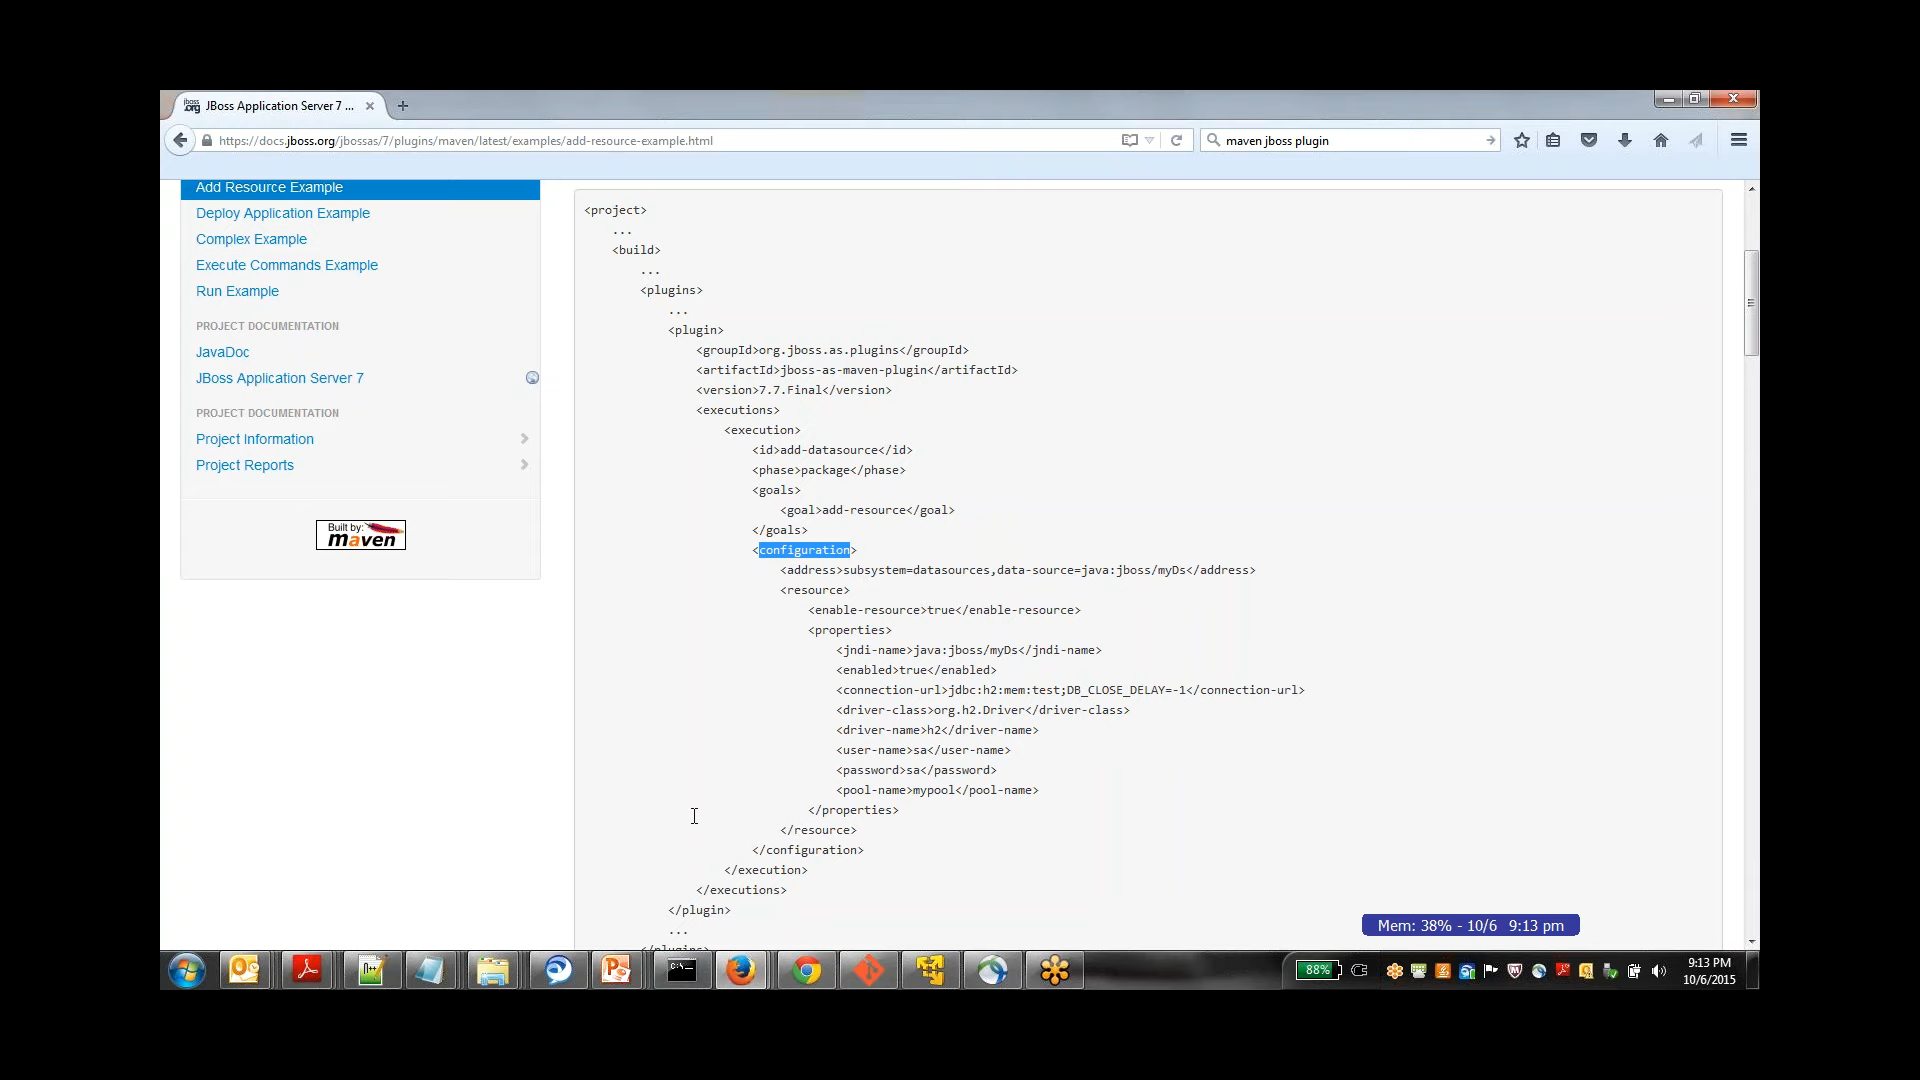 JBoss Application Server 7 ...
https://docs.jboss.org/jbossas/7/plugins/maven/latest/examples/add-resource-example.html
maven jboss plugin
Add Resource Example
Deploy Application Example
Complex Example
Execute Commands Example
Run Example
PROJECT DOCUMENTATION
JavaDoc
JBoss Application Server 7
PROJECT DOCUMENTATION
Project Information
Project Reports
Built by:
maven
<project>
...
<build>
...
<plugins>
...
<plugin>
<groupId>org.jboss.as.plugins</groupId>
<artifactId>jboss-as-maven-plugin</artifactId>
<version>7.7.Final</version>
<executions>
<execution>
<id>add-datasource</id>
<phase>package</phase>
<goals>
<goal>add-resource</goal>
</goals>
<configuration>
<address>subsystem=datasources,data-source=java:jboss/myDs</address>
<resource>
<enable-resource>true</enable-resource>
<properties>
<jndi-name>java:jboss/myDs</jndi-name>
<enabled>true</enabled>
<connection-url>jdbc:h2:mem:test;DB_CLOSE_DELAY=-1</connection-url>
<driver-class>org.h2.Driver</driver-class>
<driver-name>h2</driver-name>
<user-name>sa</user-name>
<password>sa</password>
<pool-name>mypool</pool-name>
</properties>
</resource>
</configuration>
</execution>
</executions>
</plugin>
...
</plugins>
Mem: 38% - 10/6 9:13 pm
88%
9:13 PM
10/6/2015